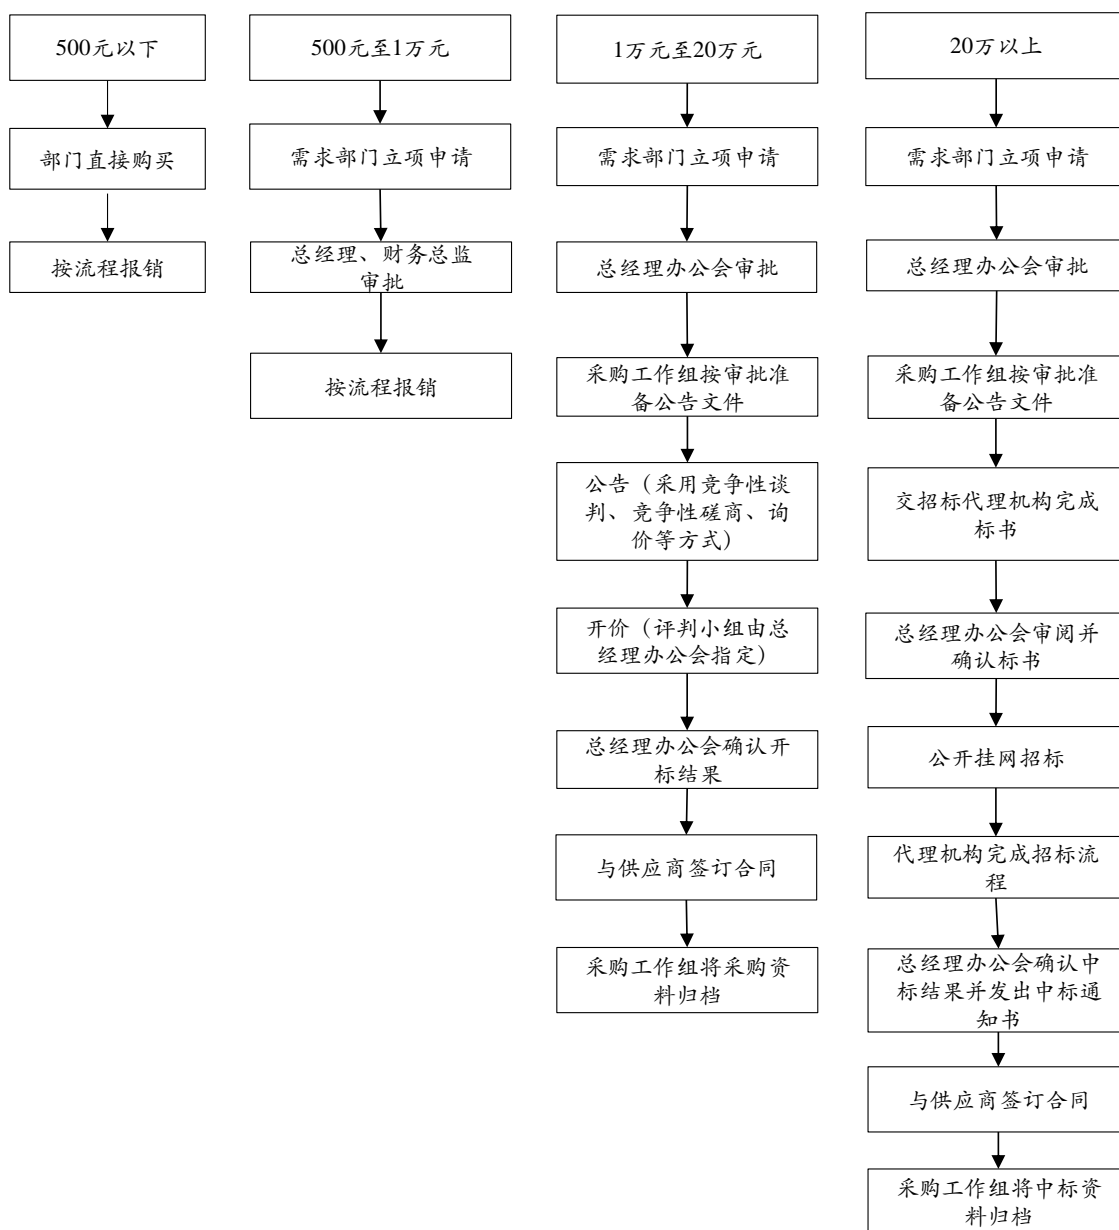 500元以下
部门直接购买
按流程报销
500元至1万元
需求部门立项申请
总经理、财务总监
审批
按流程报销
1万元至20万元
需求部门立项申请
总经理办公会审批
采购工作组按审批准
备公告文件
公告（采用竞争性谈
判、竞争性磋商、询
价等方式）
开价（评判小组由总
经理办公会指定）
总经理办公会确认开
标结果
与供应商签订合同
采购工作组将采购资
料归档
20万以上
需求部门立项申请
总经理办公会审批
采购工作组按审批准
备公告文件
交招标代理机构完成
标书
总经理办公会审阅并
确认标书
公开挂网招标
代理机构完成招标流
程
总经理办公会确认中
标结果并发出中标通
知书
与供应商签订合同
采购工作组将中标资
料归档